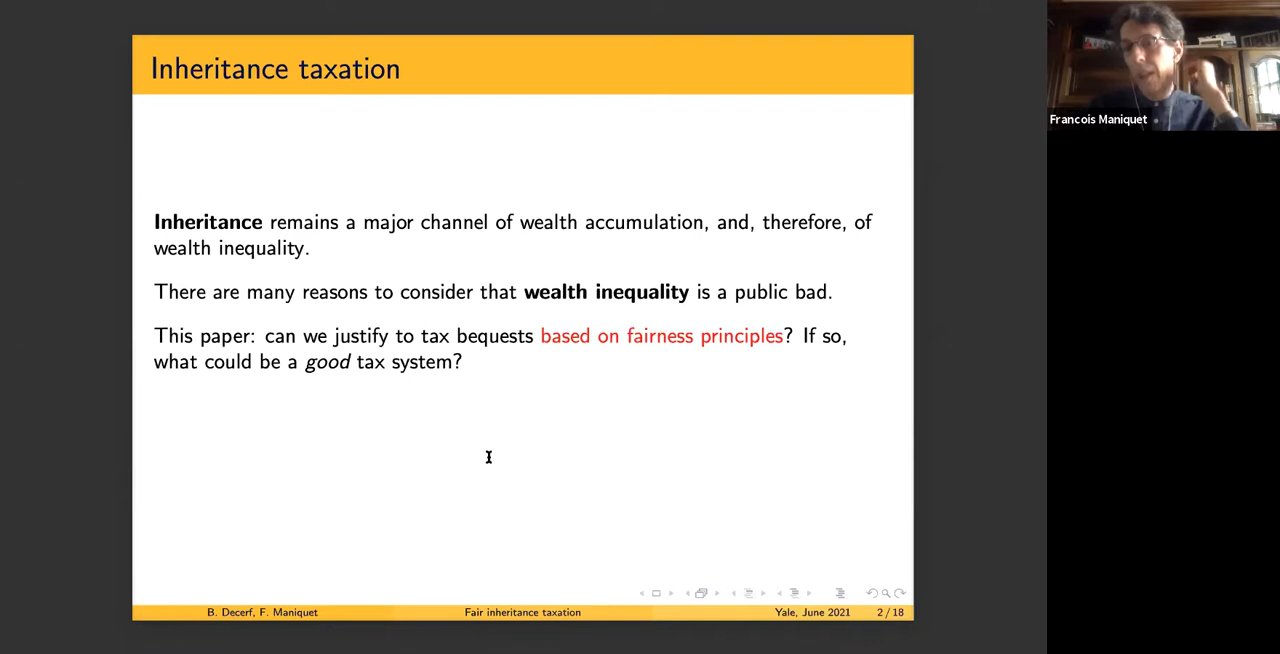 Inheritance taxation
Francois Maniquet
Inheritance remains a major channel of wealth accumulation, and, therefore, of
wealth inequality.
There are many reasons to consider that wealth inequality is a public bad.
This paper: can we justify to tax bequests based on fairness principles? If so,
what could be a good tax system?
B. Decerf, F. Maniquet
Fair inheritance taxation
Yale, June 2021
2 / 18